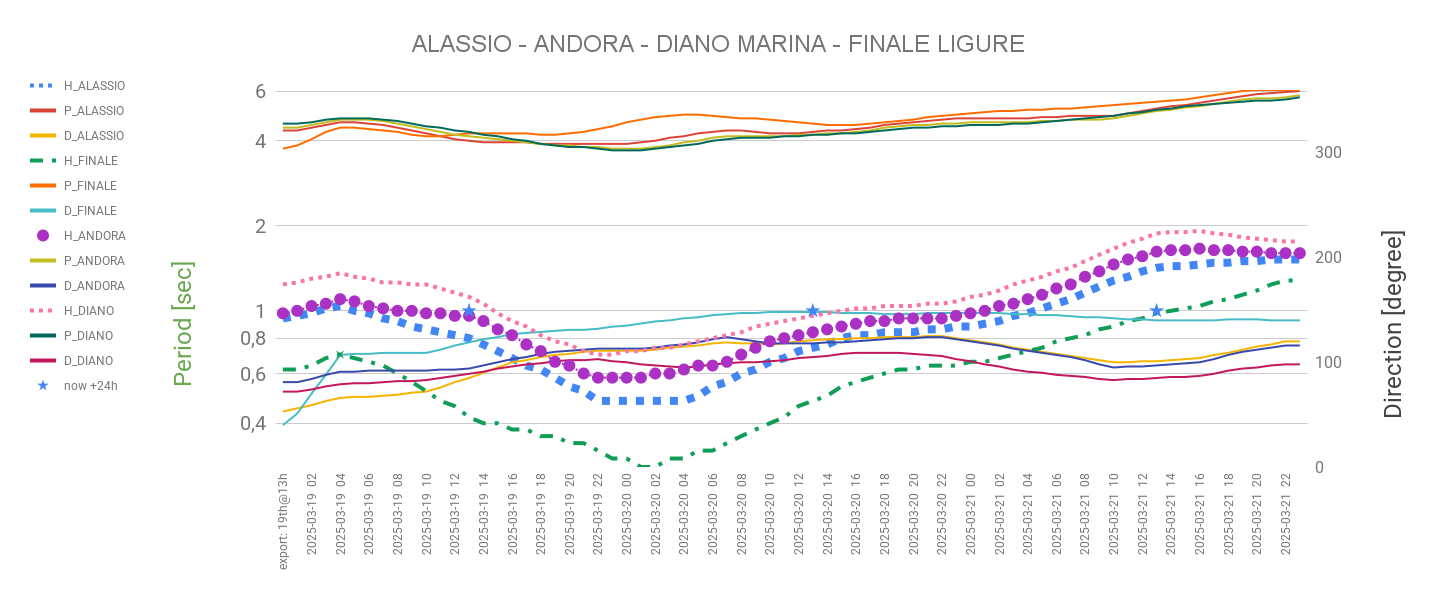 ALASSIO - ANDORA - DIANO MARINA - FINALE LIGURE
H_ALASSIO
P_ALASSIO
D_ALASSIO
H_FINALE
P_FINALE
D_FINALE
H_ANDORA
P_ANDORA
D_ANDORA
H_DIANO
P_DIANO
D_DIANO
now +24h
Period [sec]
6
4
2
1
0,8
0,6
0,4
300
200
100
0
Direction [degree]
export: 19th@13h
2025-03-19 02
2025-03-19 04
2025-03-19 06
2025-03-19 08
2025-03-19 10
2025-03-19 12
2025-03-19 14
2025-03-19 16
2025-03-19 18
2025-03-19 20
2025-03-19 22
2025-03-20 00
2025-03-20 02
2025-03-20 04
2025-03-20 06
2025-03-20 08
2025-03-20 10
2025-03-20 12
2025-03-20 14
2025-03-20 16
2025-03-20 18
2025-03-20 20
2025-03-20 22
2025-03-21 00
2025-03-21 02
2025-03-21 04
2025-03-21 06
2025-03-21 08
2025-03-21 10
2025-03-21 12
2025-03-21 14
2025-03-21 16
2025-03-21 18
2025-03-21 20
2025-03-21 22